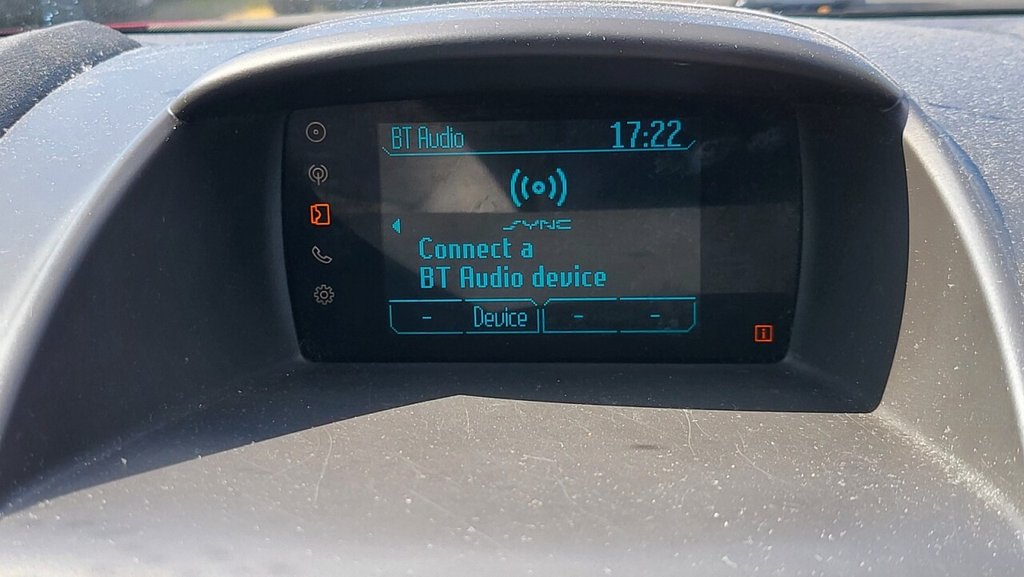 BT Audio 17:22
SYNC
Connect a
BT Audio device
- Device - -
i